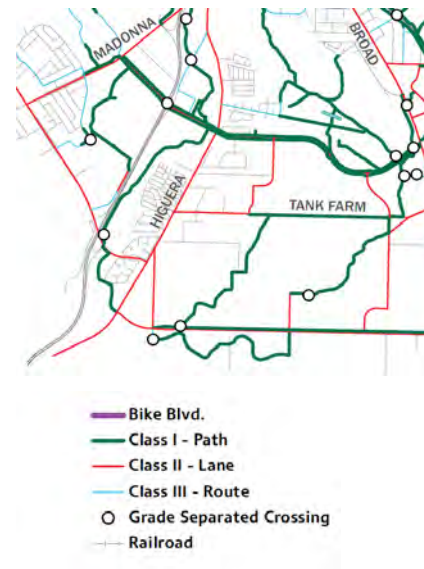 MADONNA
BROAD
HIGUERA
TANK FARM
Bike Blvd.
Class I - Path
Class II - Lane
Class III - Route
Grade Separated Crossing
Railroad